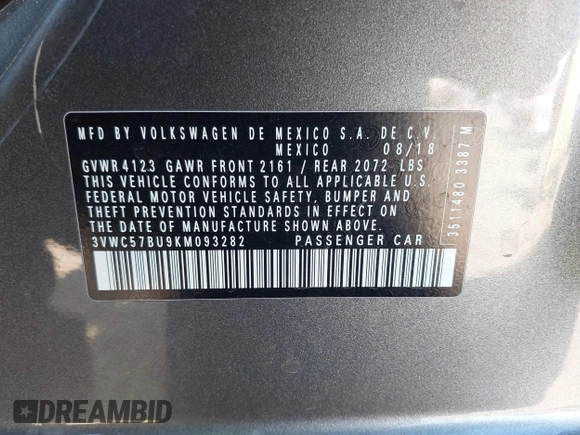 MFD BY VOLKSWAGEN DE MEXICO S.A. DE C.V.
MEXICO 08/18
GVWR 4123 GAWR FRONT 2161 / REAR 2072 LBS
THIS VEHICLE CONFORMS TO ALL APPLICABLE U.S.
FEDERAL MOTOR VEHICLE SAFETY, BUMPER AND
THEFT PREVENTION STANDARDS IN EFFECT ON
THE DATE OF MANUFACTURE SHOWN ABOVE.
3VWC57BU9KM093282 PASSENGER CAR
3511480 3387 M
DREAMBID